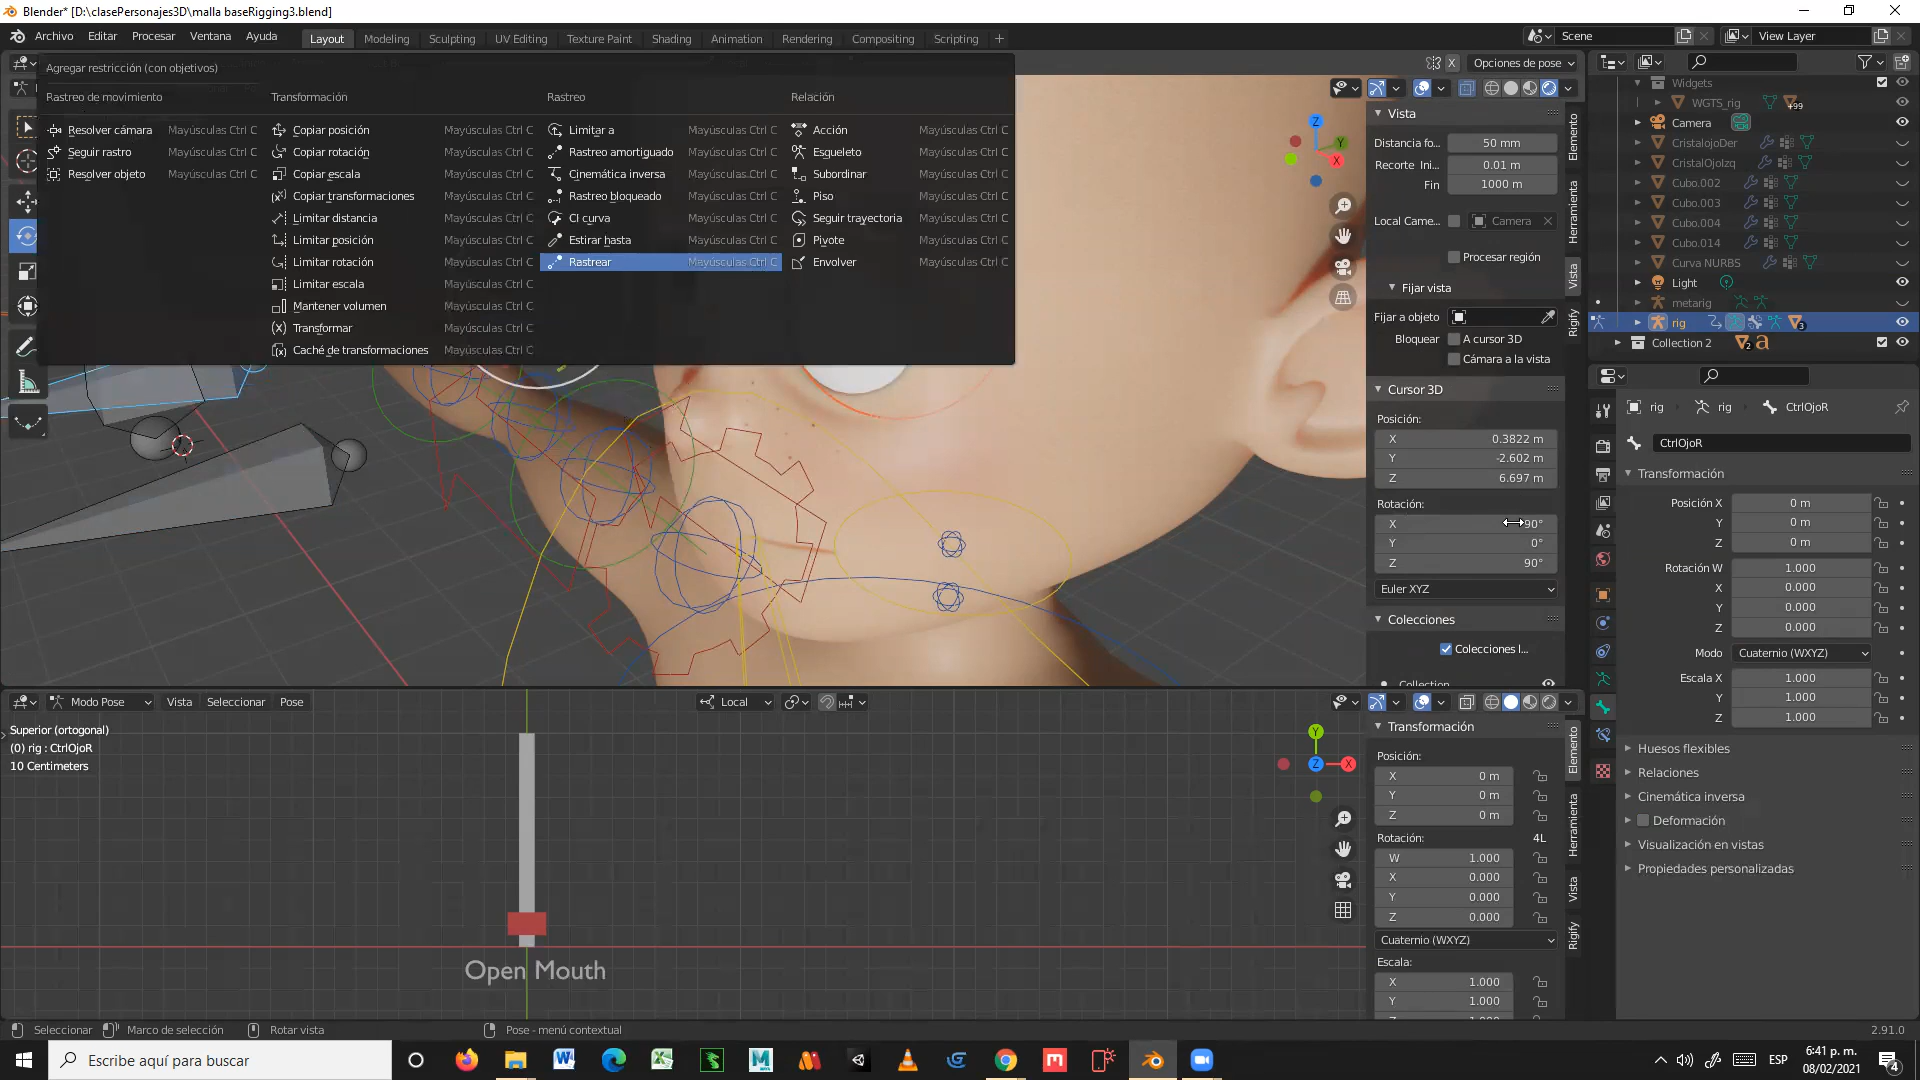 Blender* [D:\clasePersonajes3D\malla baseRigging3.blend]
Archivo Editar Procesar Ventana Ayuda
Layout Modeling Sculpting UV Editing Texture Paint Shading Animation Rendering Compositing Scripting +
Scene View Layer
X Opciones de pose
Agregar restricción (con objetivos)
Rastreo de movimiento
Resolver cámara Mayúsculas Ctrl C
Seguir rastro Mayúsculas Ctrl C
Resolver objeto Mayúsculas Ctrl C
Transformación
Copiar posición Mayúsculas Ctrl C
Copiar rotación Mayúsculas Ctrl C
Copiar escala Mayúsculas Ctrl C
Copiar transformaciones Mayúsculas Ctrl C
Limitar distancia Mayúsculas Ctrl C
Limitar posición Mayúsculas Ctrl C
Limitar rotación Mayúsculas Ctrl C
Limitar escala Mayúsculas Ctrl C
Mantener volumen Mayúsculas Ctrl C
Transformar Mayúsculas Ctrl C
Caché de transformaciones Mayúsculas Ctrl C
Rastreo
Limitar a Mayúsculas Ctrl C
Rastreo amortiguado Mayúsculas Ctrl C
Cinemática inversa Mayúsculas Ctrl C
Rastreo bloqueado Mayúsculas Ctrl C
CI curva Mayúsculas Ctrl C
Estirar hasta Mayúsculas Ctrl C
Rastrear Mayúsculas Ctrl C
Relación
Acción Mayúsculas Ctrl C
Esqueleto Mayúsculas Ctrl C
Subordinar Mayúsculas Ctrl C
Piso Mayúsculas Ctrl C
Seguir trayectoria Mayúsculas Ctrl C
Pivote Mayúsculas Ctrl C
Envolver Mayúsculas Ctrl C
Z
Y
X
Vista
Distancia fo... 50 mm
Recorte Ini... 0.01 m
Fin 1000 m
Local Came... Camera
Procesar región
Fijar vista
Fijar a objeto
Bloquear A cursor 3D
Cámara a la vista
Cursor 3D
Posición:
X 0.3822 m
Y -2.602 m
Z 6.697 m
Rotación:
X 90°
Y 0°
Z 90°
Euler XYZ
Colecciones
Colecciones l...
Collection
Elemento
Herramienta
Vista
Rigify
Widgets
WGTS_rig +99
Camera
CristalojoDer
CristalOjoIzq
Cubo.002
Cubo.003
Cubo.004
Cubo.014
Curva NURBS
Light
metarig
rig 3
Collection 2 2
rig rig CtrlOjoR
CtrlOjoR
Transformación
Posición X 0 m
Y 0 m
Z 0 m
Rotación W 1.000
X 0.000
Y 0.000
Z 0.000
Modo Cuaternio (WXYZ)
Escala X 1.000
Y 1.000
Z 1.000
Huesos flexibles
Relaciones
Cinemática inversa
Deformación
Visualización en vistas
Propiedades personalizadas
Modo Pose Vista Seleccionar Pose Local
Superior (ortogonal)
(0) rig : CtrlOjoR
10 Centimeters
Open Mouth
Y
Z
X
Transformación
Posición:
X 0 m
Y 0 m
Z 0 m
Rotación: 4L
W 1.000
X 0.000
Y 0.000
Z 0.000
Cuaternio (WXYZ)
Escala:
X 1.000
Y 1.000
Elemento
Herramienta
Vista
Rigify
Seleccionar Marco de selección Rotar vista Pose - menú contextual 2.91.0
Escribe aquí para buscar
ESP
6:41 p. m.
08/02/2021
4